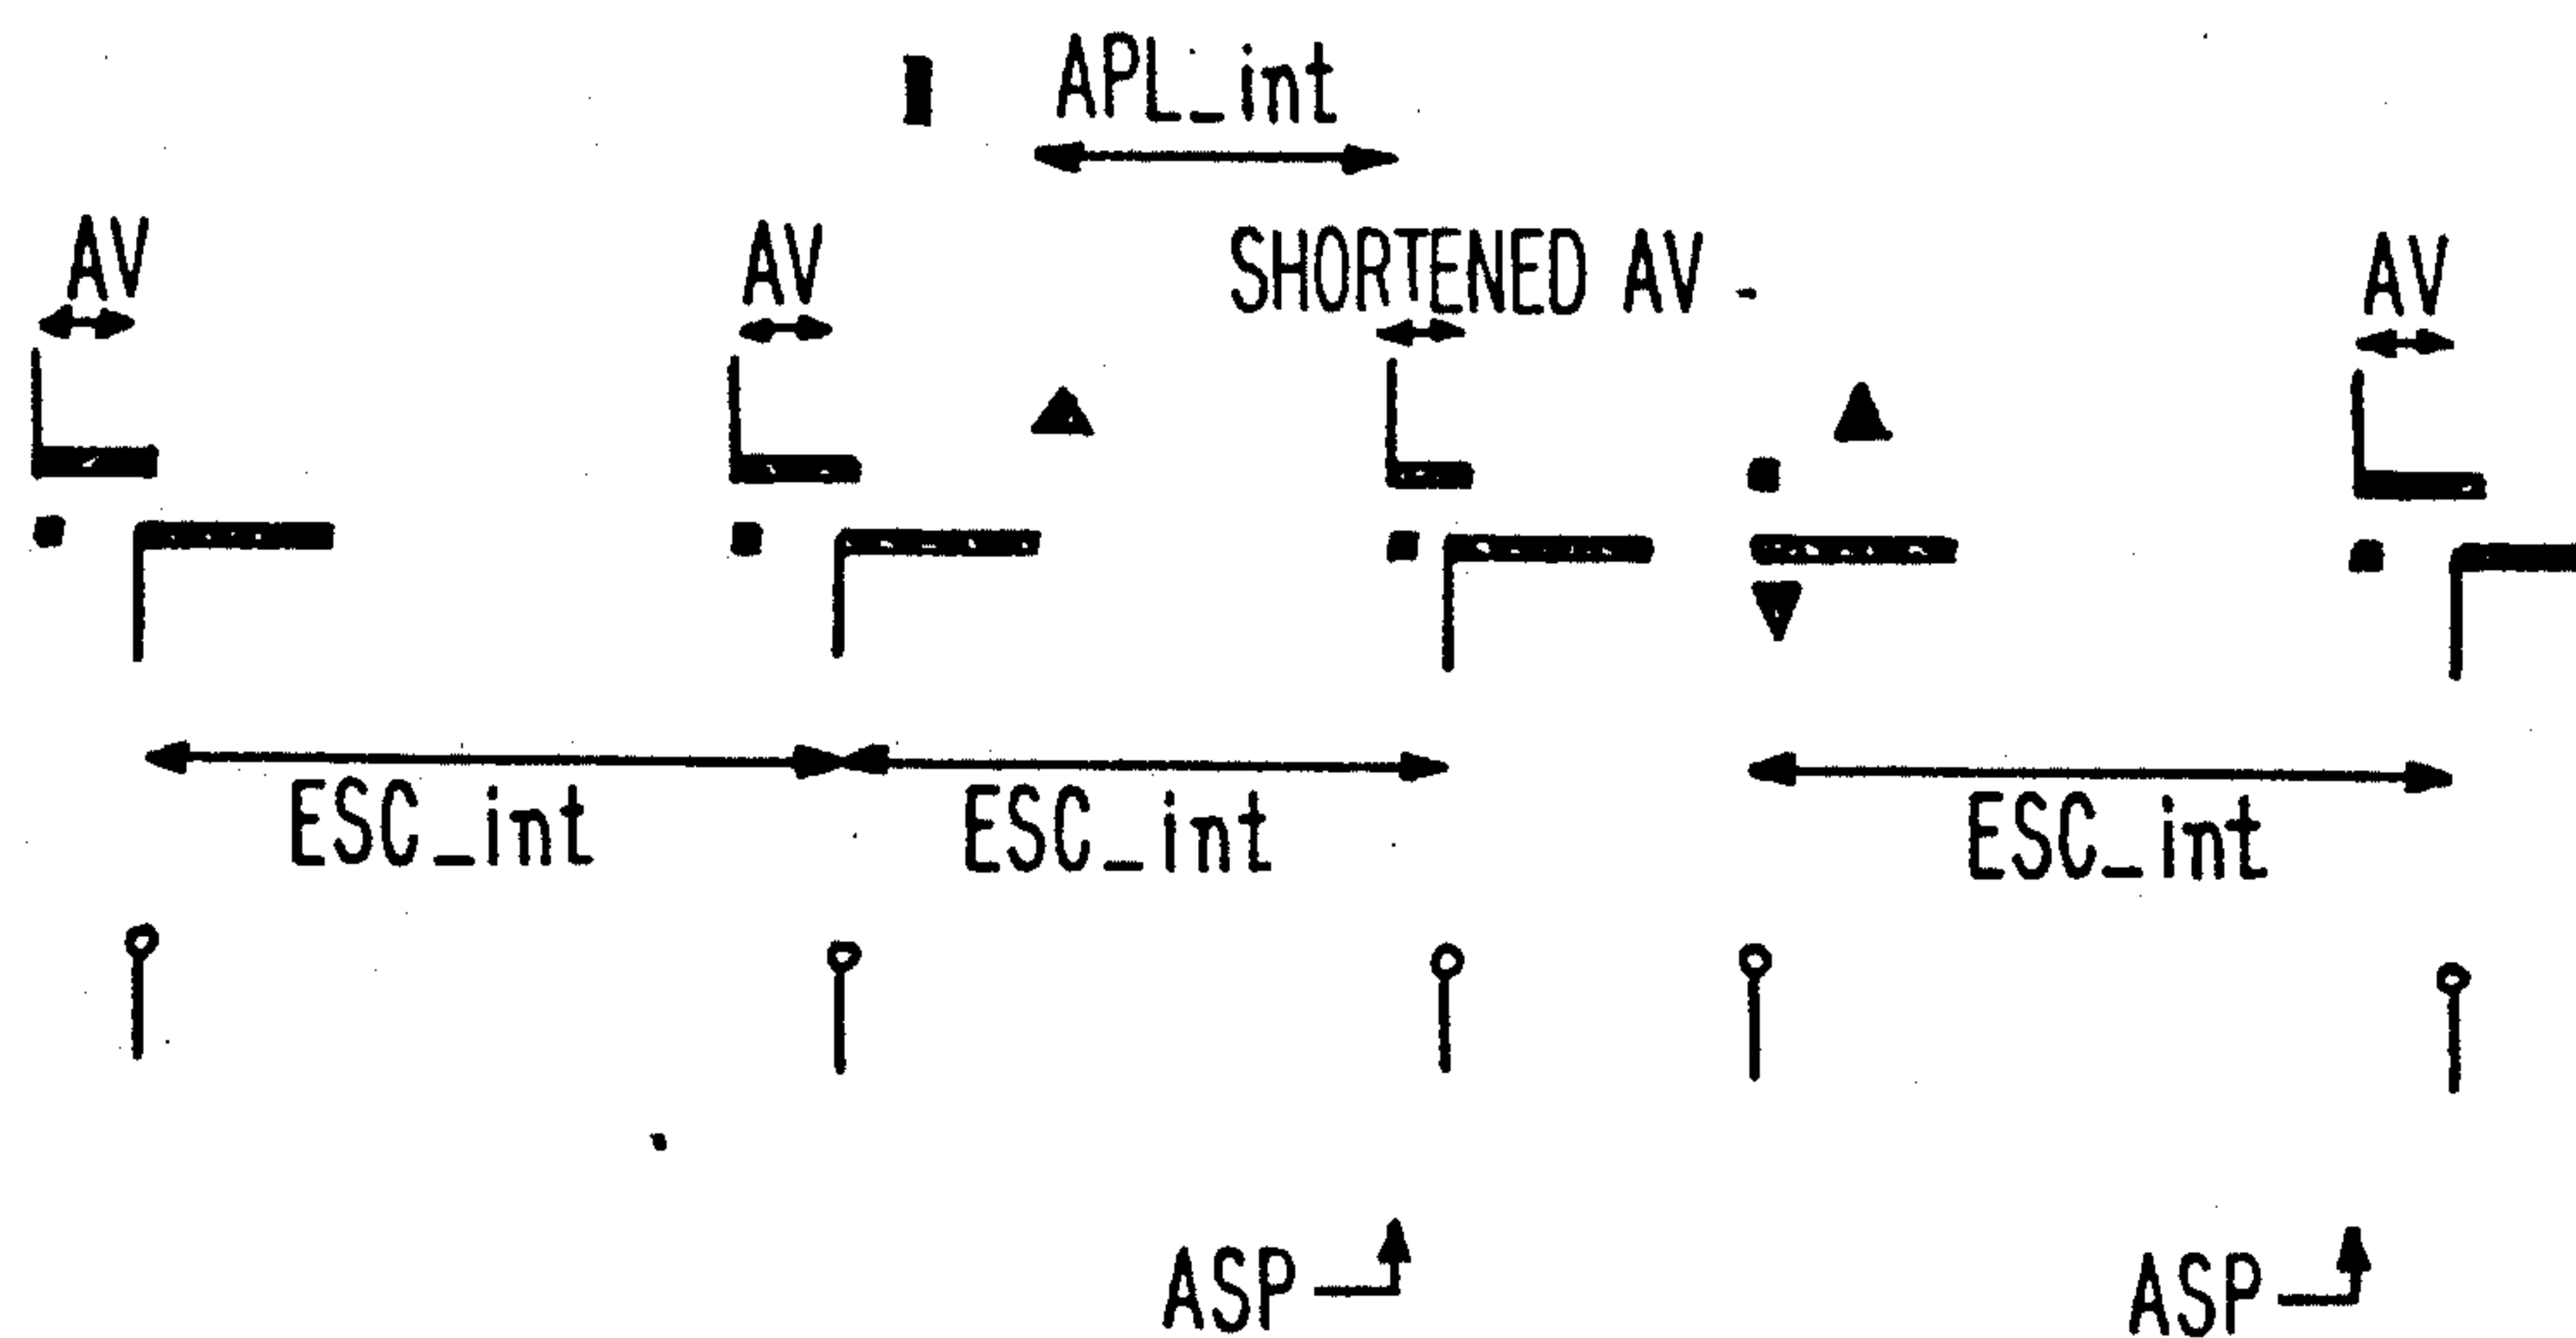 APL_int
AV
AV
SHORTENED AV
AV
ESC_int
ESC_int
ESC_int
ASP
ASP